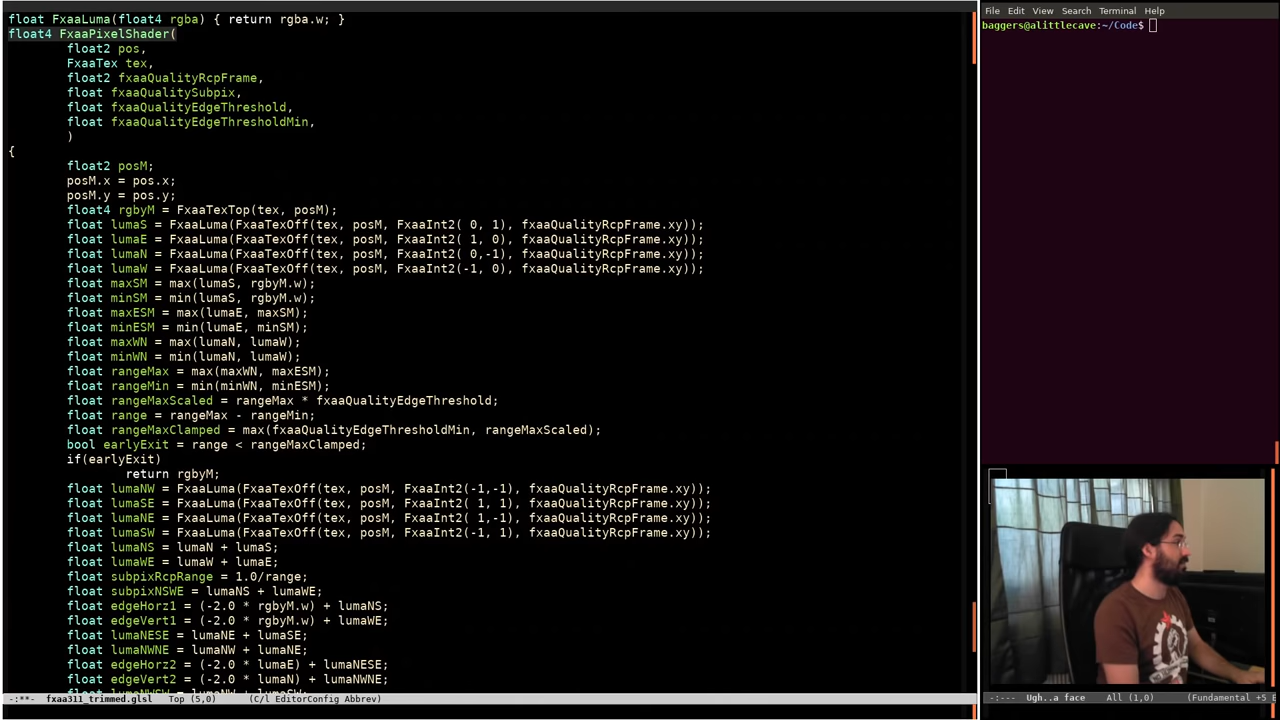 float FxaaLuma(float4 rgba) { return rgba.w; }
float4 FxaaPixelShader(
float2 pos,
FxaaTex tex,
float2 fxaaQualityRcpFrame,
float fxaaQualitySubpix,
float fxaaQualityEdgeThreshold,
float fxaaQualityEdgeThresholdMin,
)
{
float2 posM;
posM.x = pos.x;
posM.y = pos.y;
float4 rgbyM = FxaaTexTop(tex, posM);
float lumaS = FxaaLuma(FxaaTexOff(tex, posM, FxaaInt2( 0, 1), fxaaQualityRcpFrame.xy));
float lumaE = FxaaLuma(FxaaTexOff(tex, posM, FxaaInt2( 1, 0), fxaaQualityRcpFrame.xy));
float lumaN = FxaaLuma(FxaaTexOff(tex, posM, FxaaInt2( 0,-1), fxaaQualityRcpFrame.xy));
float lumaW = FxaaLuma(FxaaTexOff(tex, posM, FxaaInt2(-1, 0), fxaaQualityRcpFrame.xy));
float maxSM = max(lumaS, rgbyM.w);
float minSM = min(lumaS, rgbyM.w);
float maxESM = max(lumaE, maxSM);
float minESM = min(lumaE, minSM);
float maxWN = max(lumaN, lumaW);
float minWN = min(lumaN, lumaW);
float rangeMax = max(maxWN, maxESM);
float rangeMin = min(minWN, minESM);
float rangeMaxScaled = rangeMax * fxaaQualityEdgeThreshold;
float range = rangeMax - rangeMin;
float rangeMaxClamped = max(fxaaQualityEdgeThresholdMin, rangeMaxScaled);
bool earlyExit = range < rangeMaxClamped;
if(earlyExit)
return rgbyM;
float lumaNW = FxaaLuma(FxaaTexOff(tex, posM, FxaaInt2(-1,-1), fxaaQualityRcpFrame.xy));
float lumaSE = FxaaLuma(FxaaTexOff(tex, posM, FxaaInt2( 1, 1), fxaaQualityRcpFrame.xy));
float lumaNE = FxaaLuma(FxaaTexOff(tex, posM, FxaaInt2( 1,-1), fxaaQualityRcpFrame.xy));
float lumaSW = FxaaLuma(FxaaTexOff(tex, posM, FxaaInt2(-1, 1), fxaaQualityRcpFrame.xy));
float lumaNS = lumaN + lumaS;
float lumaWE = lumaW + lumaE;
float subpixRcpRange = 1.0/range;
float subpixNSWE = lumaNS + lumaWE;
float edgeHorz1 = (-2.0 * rgbyM.w) + lumaNS;
float edgeVert1 = (-2.0 * rgbyM.w) + lumaWE;
float lumaNESE = lumaNE + lumaSE;
float lumaNWNE = lumaNW + lumaNE;
float edgeHorz2 = (-2.0 * lumaE) + lumaNESE;
float edgeVert2 = (-2.0 * lumaN) + lumaNWNE;
float lumaNWSW = lumaNW + lumaSW;
-:**- fxaa311_trimmed.glsl Top (5,0) (C/l EditorConfig Abbrev)
File Edit View Search Terminal Help
baggers@alittlecave:~/Code$
-:--- Ugh..a face All (1,0) (Fundamental +5 E